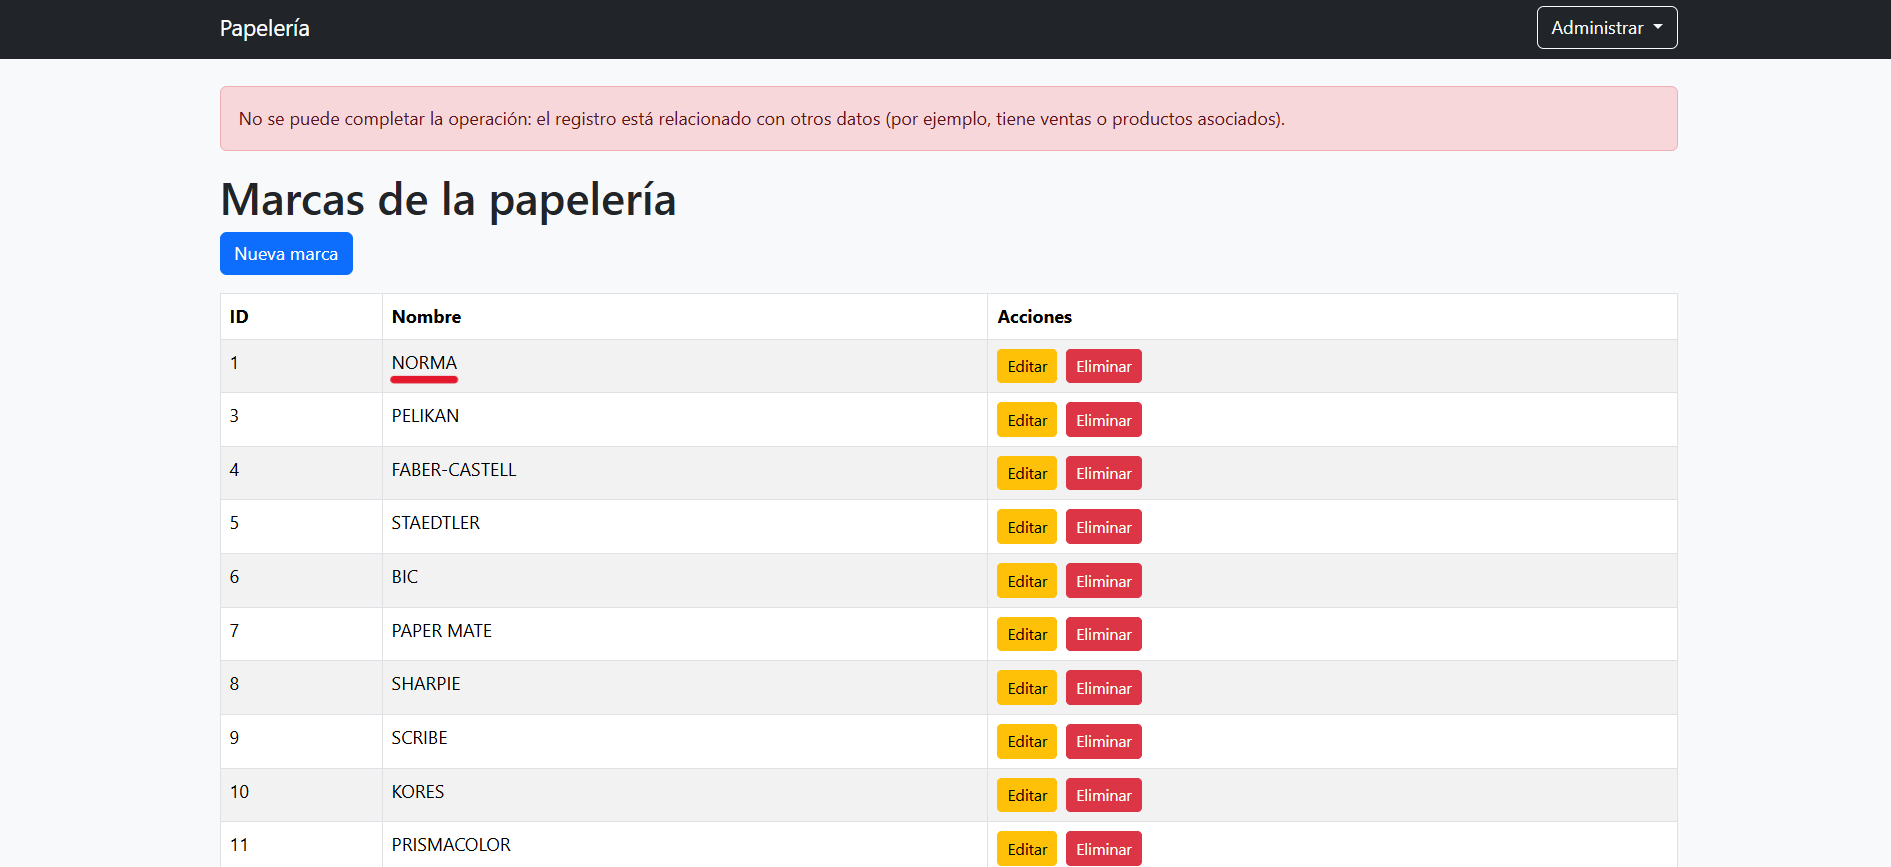 Papelería Administrar
No se puede completar la operación: el registro está relacionado con otros datos (por ejemplo, tiene ventas o productos asociados).
Marcas de la papelería
Nueva marca
ID Nombre Acciones
1 NORMA Editar Eliminar
3 PELIKAN Editar Eliminar
4 FABER-CASTELL Editar Eliminar
5 STAEDTLER Editar Eliminar
6 BIC Editar Eliminar
7 PAPER MATE Editar Eliminar
8 SHARPIE Editar Eliminar
9 SCRIBE Editar Eliminar
10 KORES Editar Eliminar
11 PRISMACOLOR Editar Eliminar